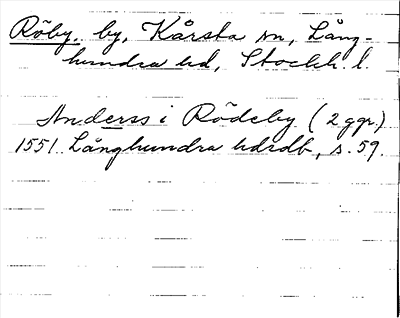 Röby, by, Kårsta sn, Lång-
hundra hd, Stockh. l.
Anderss i Rödeby (2 ggr.)
1551. Långhundra hdrdb, s. 59.